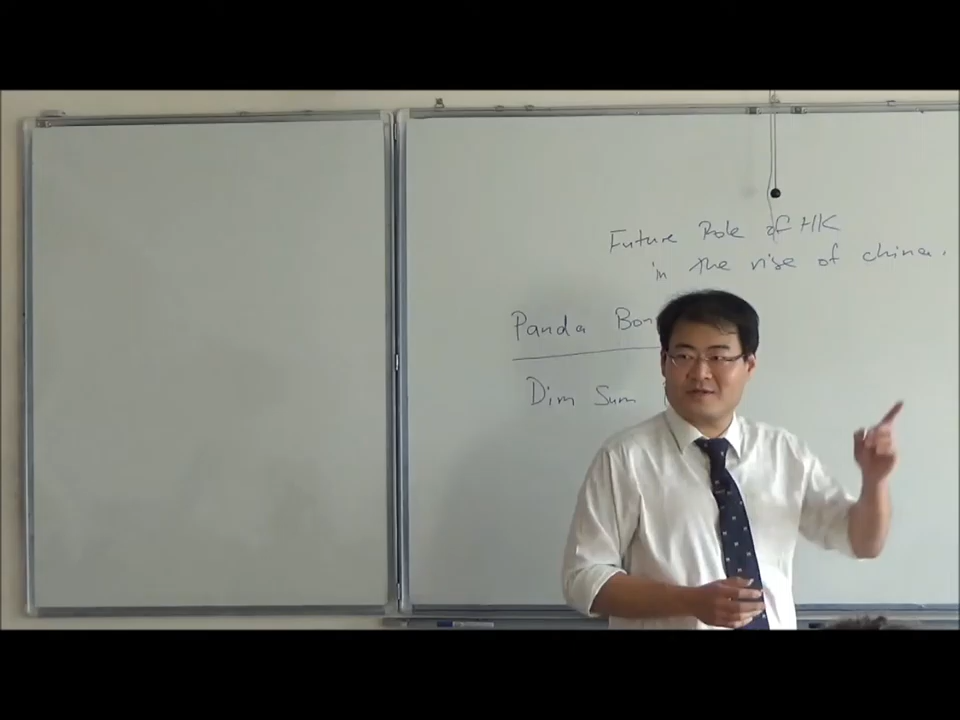 Future Role of HK
in the rise of china.
Panda Bon
Dim Sum